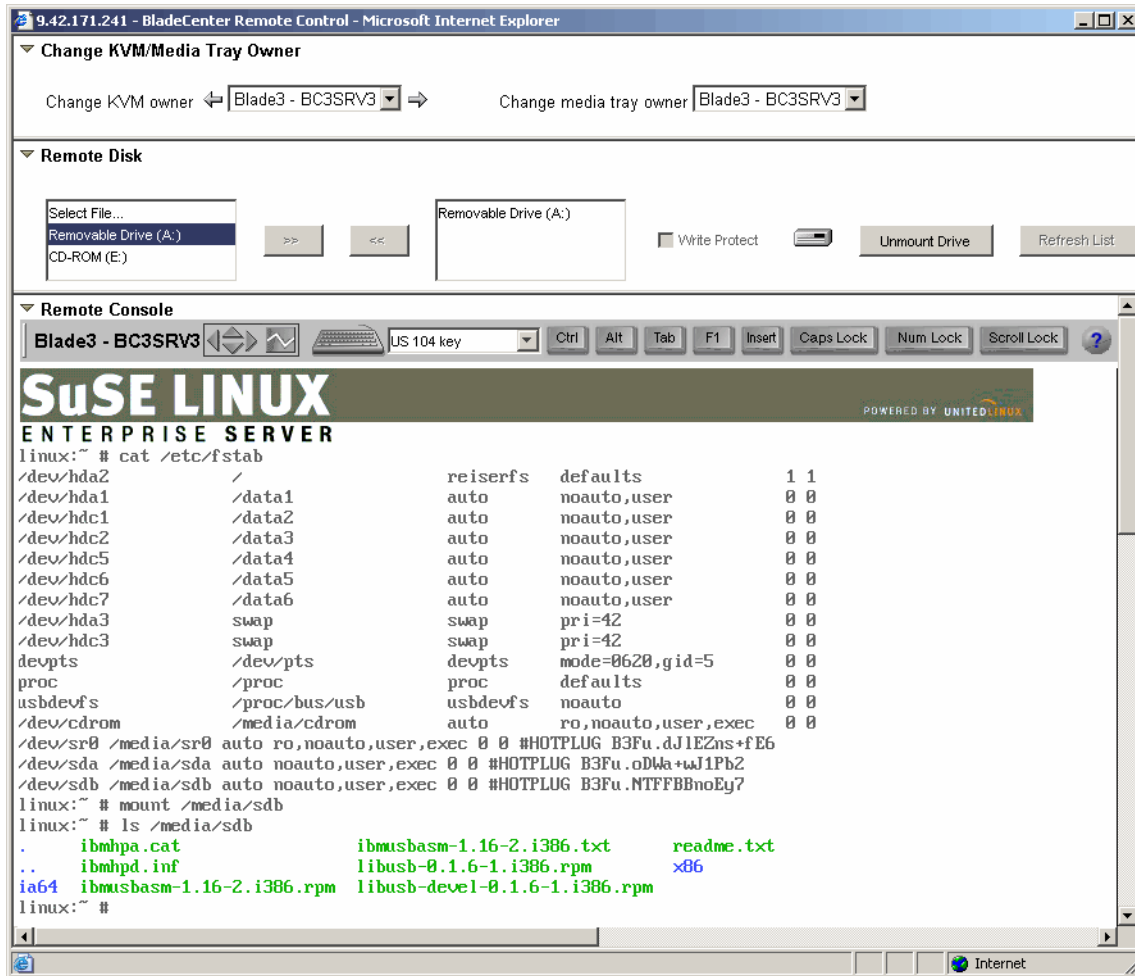 9.42.171.241 - BladeCenter Remote Control - Microsoft Internet Explorer
Change KVM/Media Tray Owner
Change KVM owner Blade3 - BC3SRV3 Change media tray owner Blade3 - BC3SRV3
Remote Disk
Select File...
Removable Drive (A:)
CD-ROM (E:)
>>
<<
Removable Drive (A:)
Write Protect
Unmount Drive
Refresh List
Remote Console
Blade3 - BC3SRV3 US 104 key Ctrl Alt Tab F1 Insert Caps Lock Num Lock Scroll Lock ?
SuSE LINUX
POWERED BY UNITEDLINUX
ENTERPRISE SERVER
linux:~ # cat /etc/fstab
/dev/hda2 / reiserfs defaults 1 1
/dev/hda1 /data1 auto noauto,user 0 0
/dev/hdc1 /data2 auto noauto,user 0 0
/dev/hdc2 /data3 auto noauto,user 0 0
/dev/hdc5 /data4 auto noauto,user 0 0
/dev/hdc6 /data5 auto noauto,user 0 0
/dev/hdc7 /data6 auto noauto,user 0 0
/dev/hda3 swap swap pri=42 0 0
/dev/hdc3 swap swap pri=42 0 0
devpts /dev/pts devpts mode=0620,gid=5 0 0
proc /proc proc defaults 0 0
usbdevfs /proc/bus/usb usbdevfs noauto 0 0
/dev/cdrom /media/cdrom auto ro,noauto,user,exec 0 0
/dev/sr0 /media/sr0 auto ro,noauto,user,exec 0 0 #HOTPLUG B3Fu.dJlEZns+fE6
/dev/sda /media/sda auto noauto,user,exec 0 0 #HOTPLUG B3Fu.oDWa+wJ1Pb2
/dev/sdb /media/sdb auto noauto,user,exec 0 0 #HOTPLUG B3Fu.NTFFBBnoEy7
linux:~ # mount /media/sdb
linux:~ # ls /media/sdb
. ibmhpa.cat ibmusbasm-1.16-2.i386.txt readme.txt
.. ibmhpd.inf libusb-0.1.6-1.i386.rpm x86
ia64 ibmusbasm-1.16-2.i386.rpm libusb-devel-0.1.6-1.i386.rpm
linux:~ #
Internet